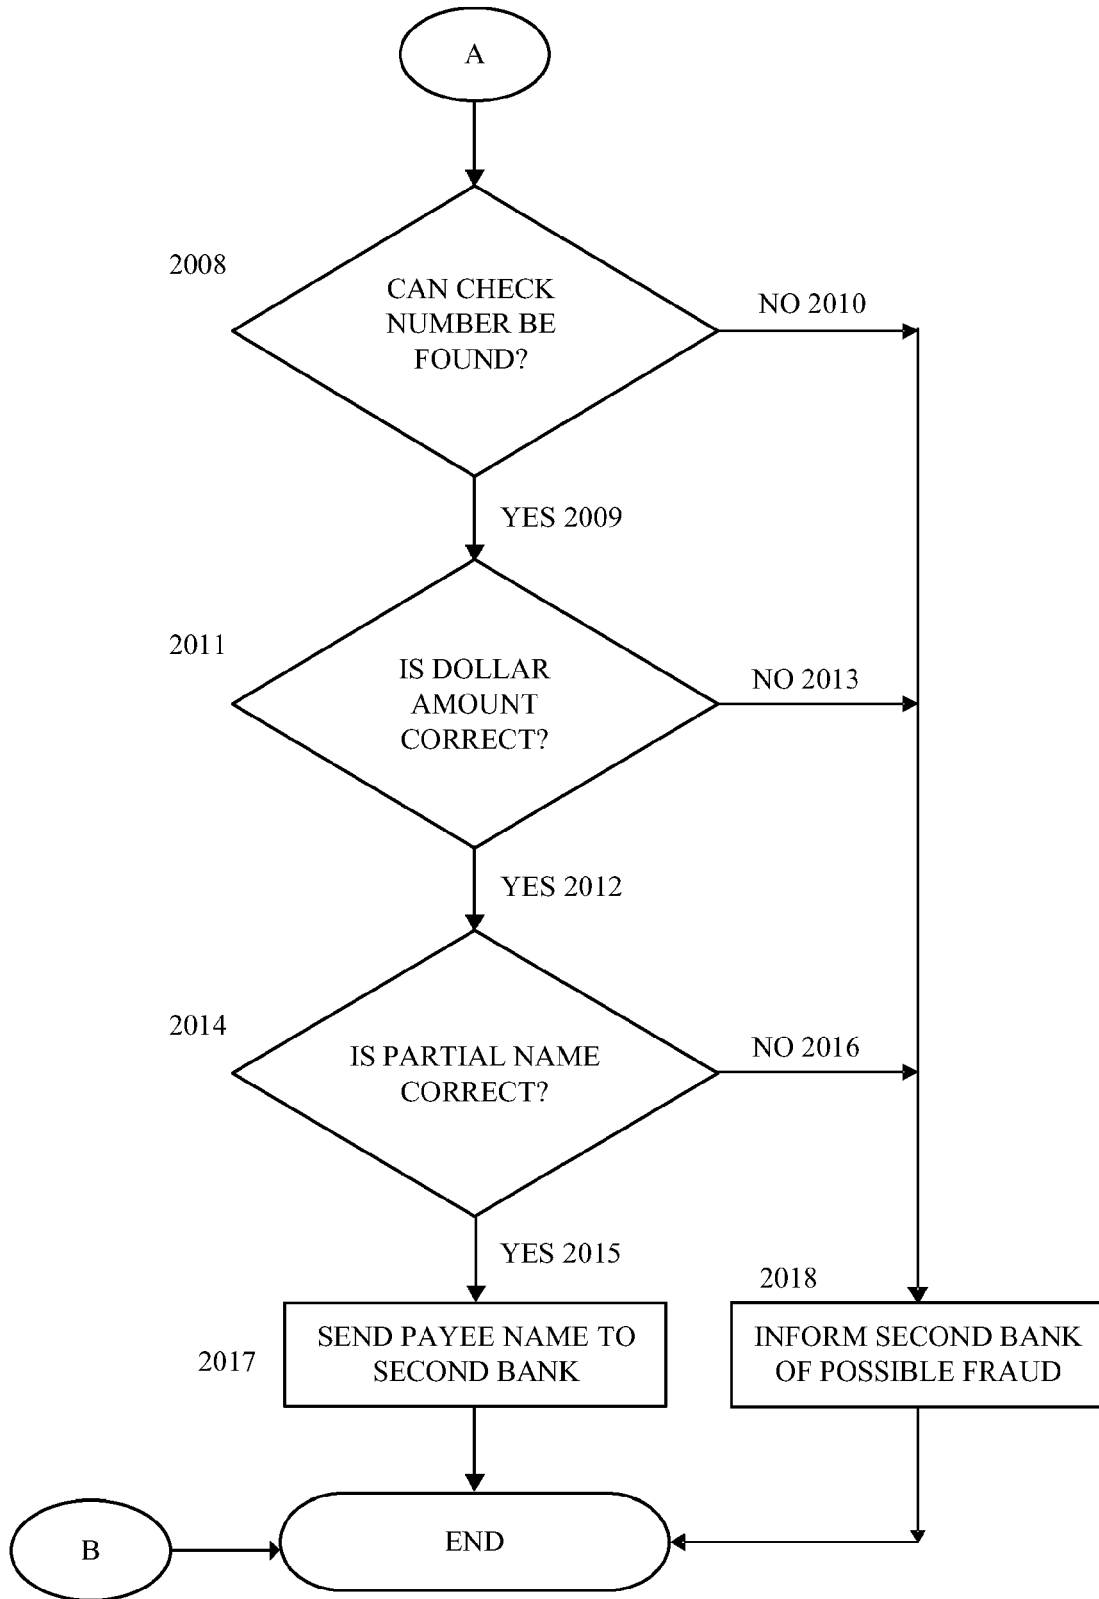 A
2008
CAN CHECK
NUMBER BE
FOUND?
NO 2010
YES 2009
2011
IS DOLLAR
AMOUNT
CORRECT?
NO 2013
YES 2012
2014
IS PARTIAL NAME
CORRECT?
NO 2016
YES 2015
2017
SEND PAYEE NAME TO
SECOND BANK
2018
INFORM SECOND BANK
OF POSSIBLE FRAUD
B
END